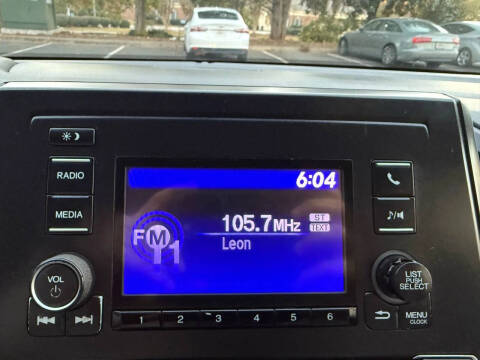 6:04
RADIO
MEDIA
105.7MHz
ST
TEXT
Leon
FM1
VOL
LIST
PUSH
SELECT
1 2 3 4 5 6
MENU
CLOCK